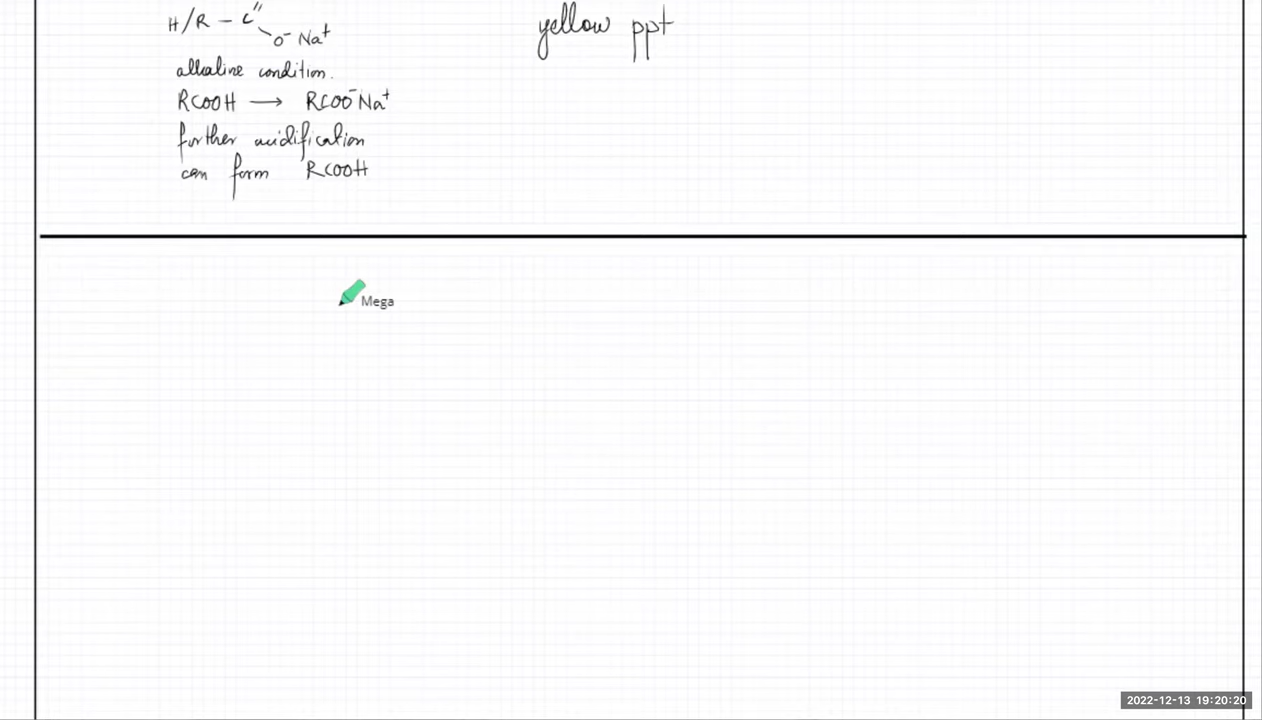 H/R - C
O⁻ Na⁺
alkaline condition.
RCOOH → RCOO⁻Na⁺
further acidification
can form RCOOH
yellow ppt
Mega
2022-12-13 19:20:20